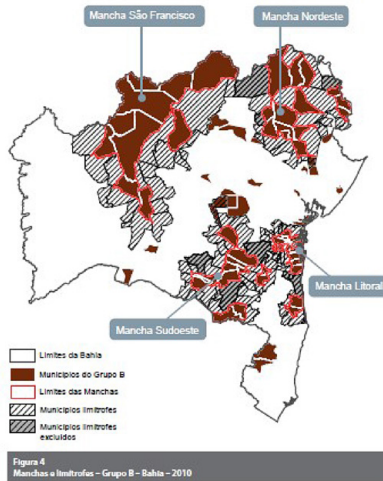 Mancha São Francisco
Mancha Nordeste
Mancha Litoral
Mancha Sudoeste
Limites da Bahia
Municípios do Grupo B
Limites das Manchas
Municípios limítrofes
Municípios limítrofes
excluídos
Figura 4
Manchas e limítrofes – Grupo B – Bahia – 2010